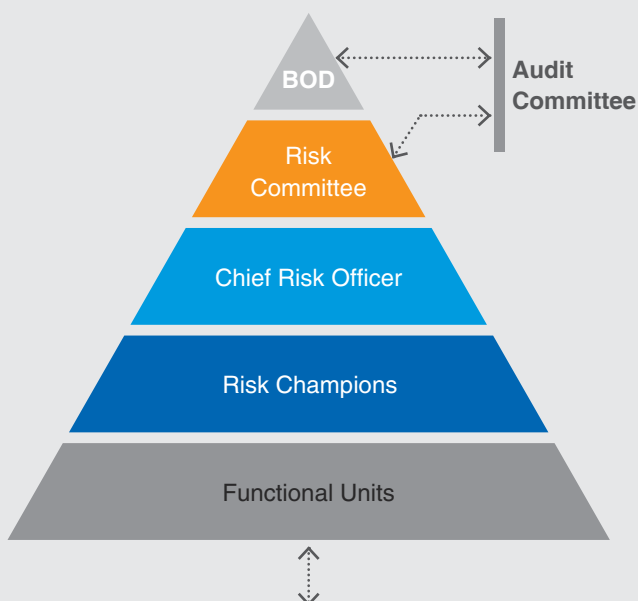 BOD
Audit
Committee
Risk
Committee
Chief Risk Officer
Risk Champions
Functional Units